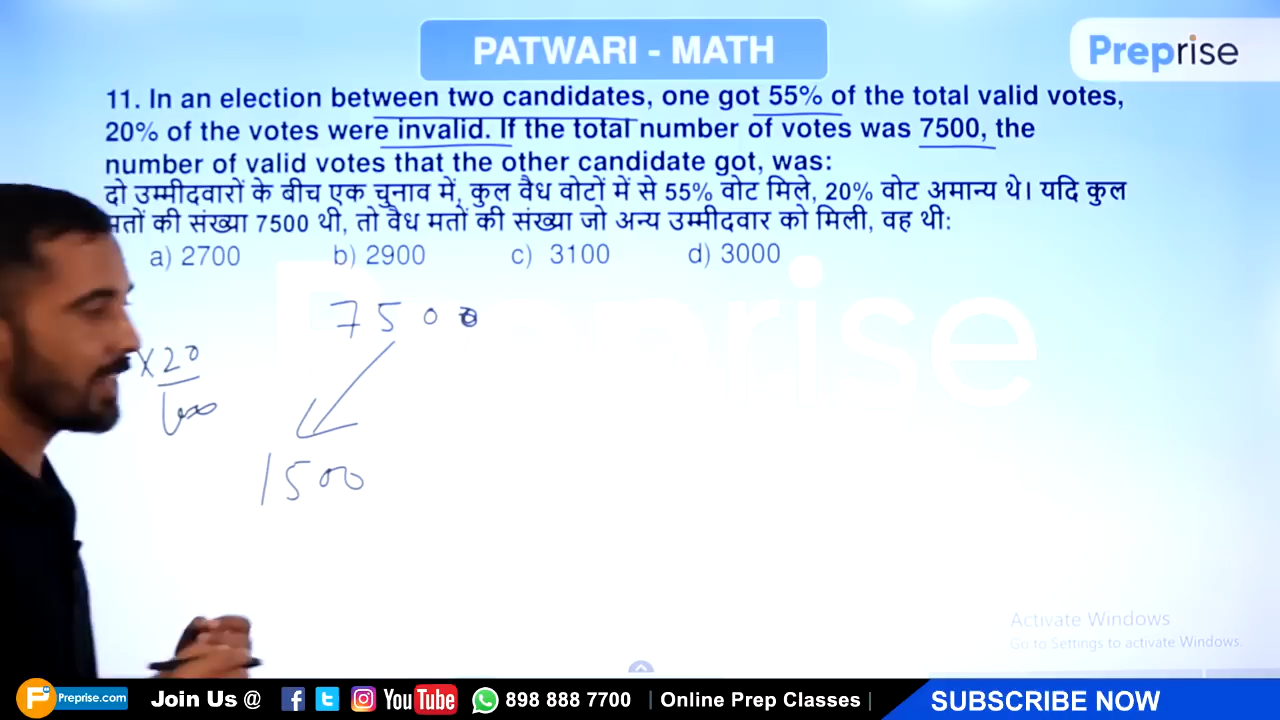 PATWARI - MATH
Preprise
11. In an election between two candidates, one got 55% of the total valid votes,
20% of the votes were invalid. If the total number of votes was 7500, the
number of valid votes that the other candidate got, was:
दो उम्मीदवारों के बीच एक चुनाव में, कुल वैध वोटों में से 55% वोट मिले, 20% वोट अमान्य थे। यदि कुल
मतों की संख्या 7500 थी, तो वैध मतों की संख्या जो अन्य उम्मीदवार को मिली, वह थी:
a) 2700 b) 2900 c) 3100 d) 3000
Preprise
7500
x 20
100
1500
Activate Windows
Go to Settings to activate Windows.
P Preprise.com Join Us @ f You Tube 898 888 7700 | Online Prep Classes | SUBSCRIBE NOW